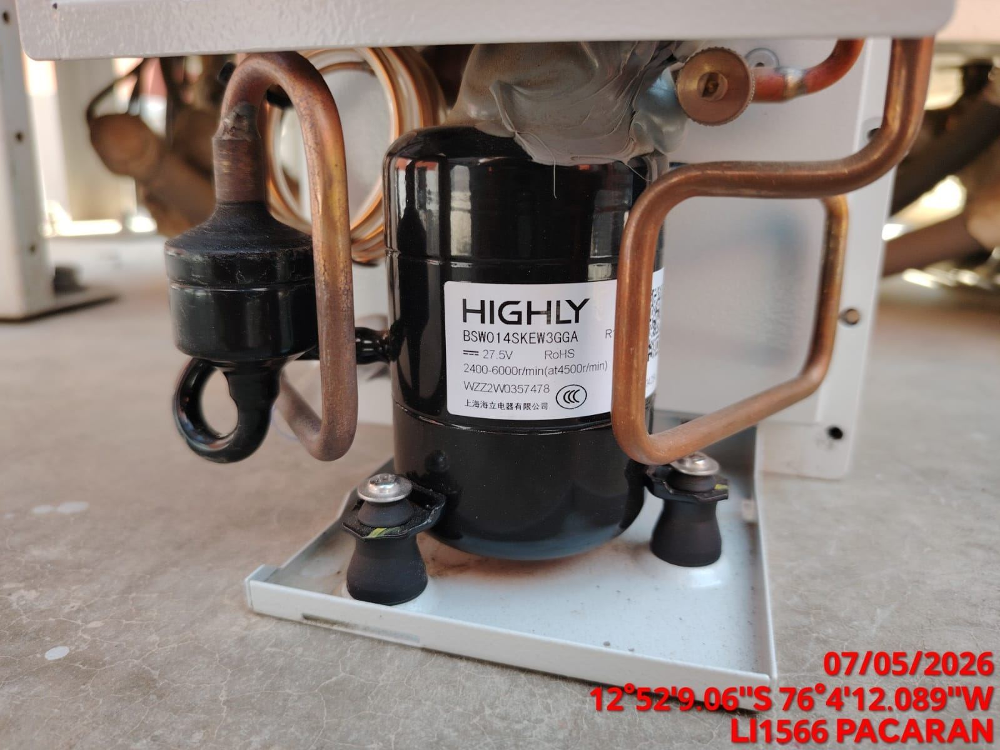 HIGHLY
BSW014SKEW3GGA
27.5V RoHS
2400-6000r/min(at4500r/min)
WZZ2W0357478
上海海立电器有限公司
07/05/2026
12°52'9.06"S 76°4'12.089"W
LI1566 PACARAN